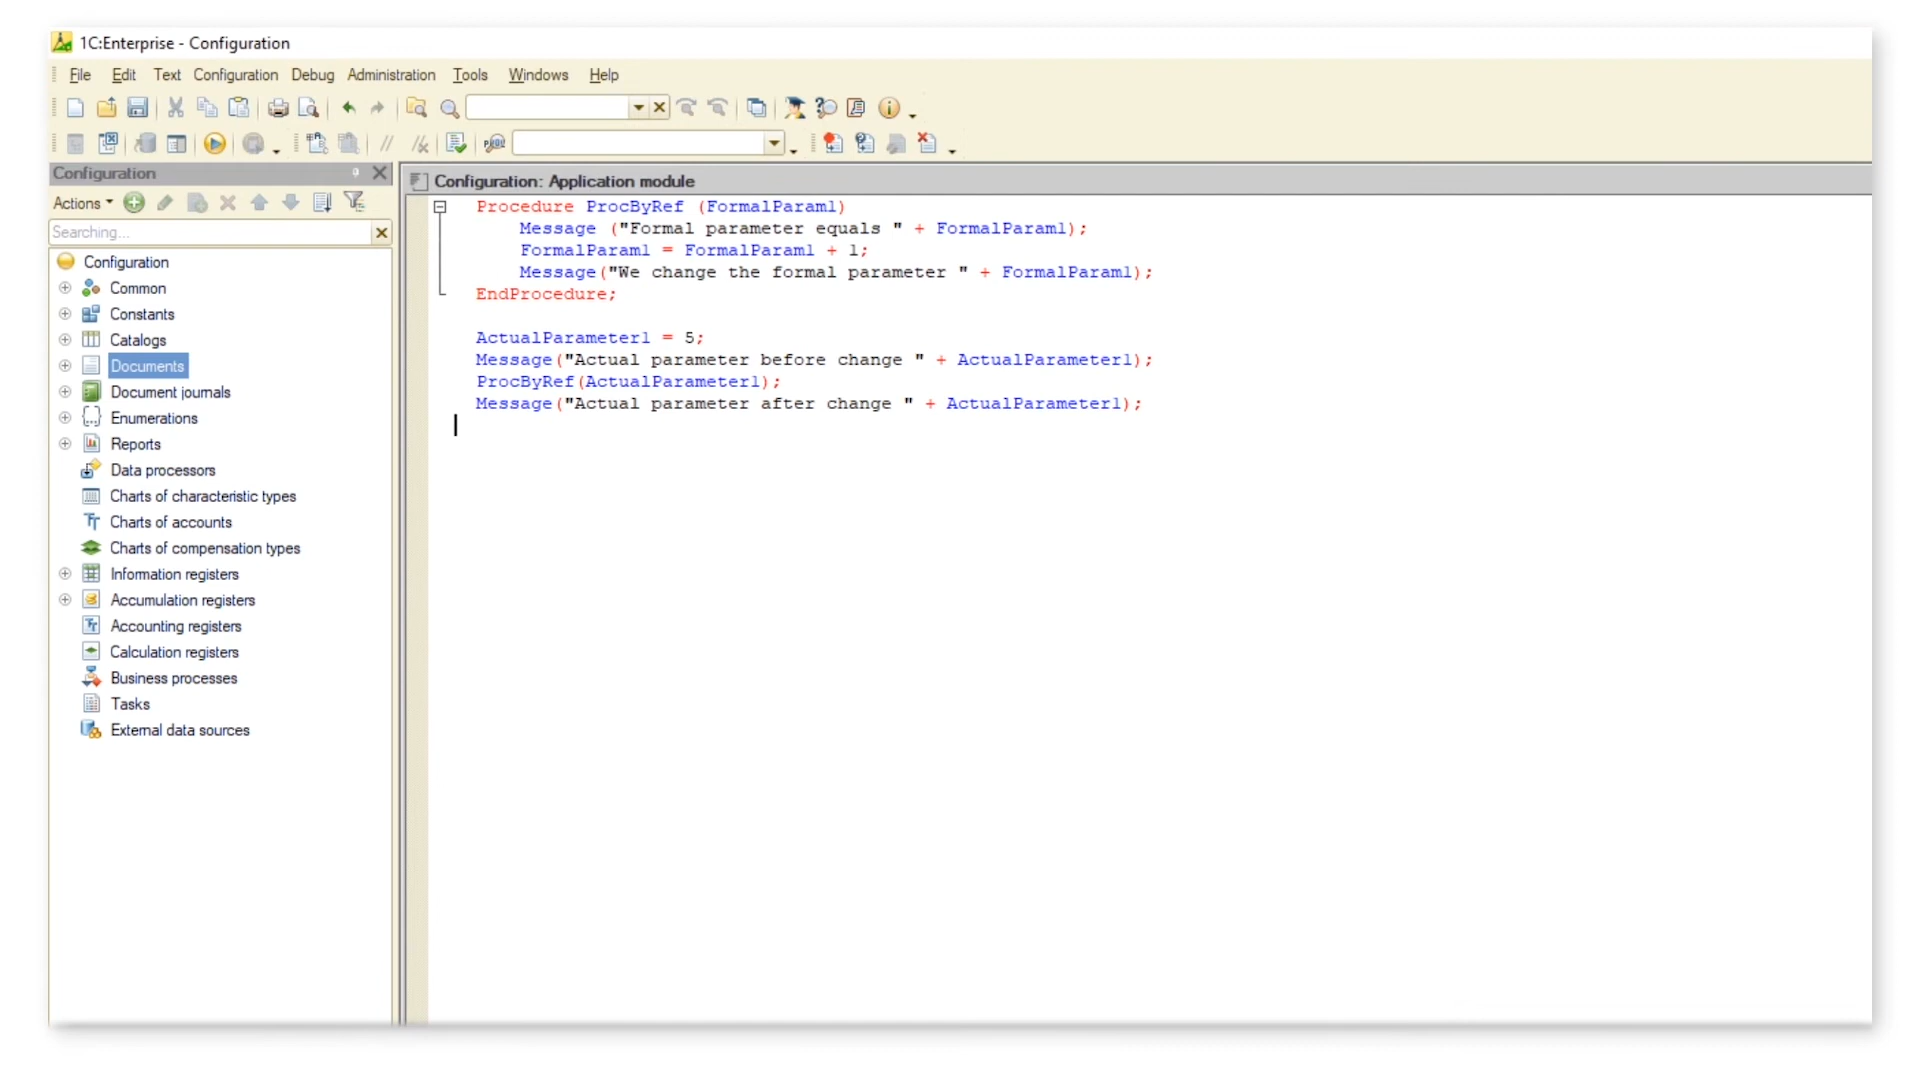 1C:Enterprise - Configuration
File Edit Text Configuration Debug Administration Tools Windows Help
Configuration
Actions
Searching...
Configuration
Common
Constants
Catalogs
Documents
Document journals
Enumerations
Reports
Data processors
Charts of characteristic types
Charts of accounts
Charts of compensation types
Information registers
Accumulation registers
Accounting registers
Calculation registers
Business processes
Tasks
External data sources
Configuration: Application module
Procedure ProcByRef (FormalParam1)
Message ("Formal parameter equals " + FormalParam1);
FormalParam1 = FormalParam1 + 1;
Message("We change the formal parameter " + FormalParam1);
EndProcedure;
ActualParameter1 = 5;
Message("Actual parameter before change " + ActualParameter1);
ProcByRef(ActualParameter1);
Message("Actual parameter after change " + ActualParameter1);